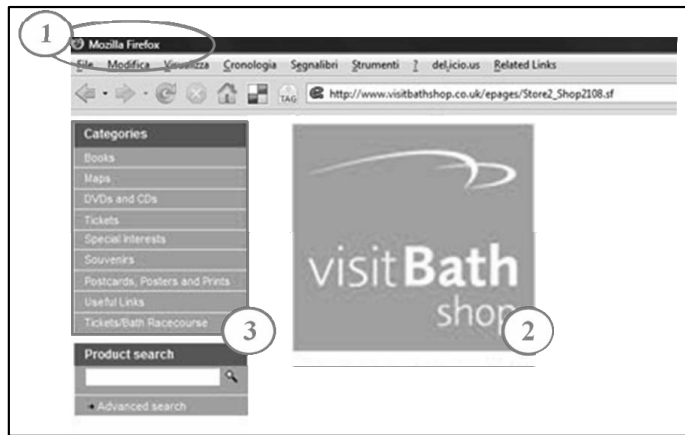 1
Mozilla Firefox
File Modifica Visualizza Cronologia Segnalibri Strumenti ? del.icio.us Related Links
TAG http://www.visitbathshop.co.uk/epages/Store2_Shop2108.sf
Categories
Books
Maps
DVDs and CDs
Tickets
Special Interests
Souvenirs
Postcards, Posters and Prints
Useful Links
Tickets/Bath Racecourse
3
Product search
Advanced search
visitBath
shop
2